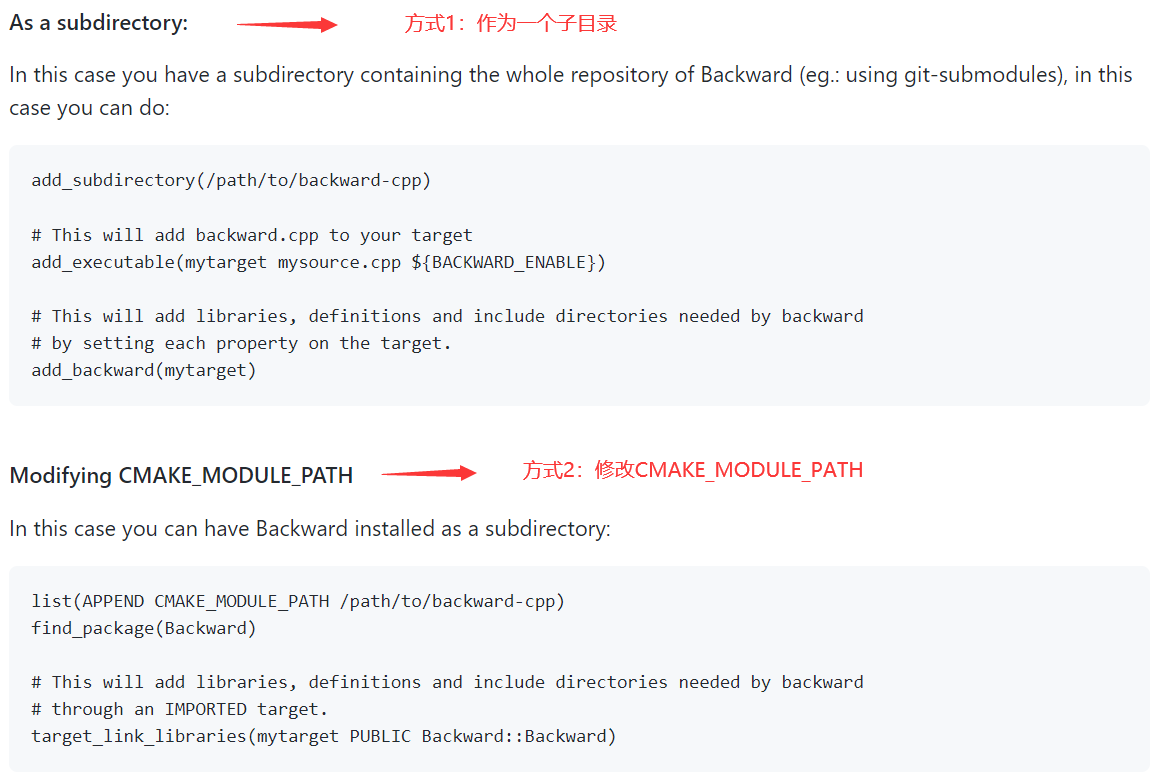 As a subdirectory:
方式1：作为一个子目录
In this case you have a subdirectory containing the whole repository of Backward (eg.: using git-submodules), in this
case you can do:
add_subdirectory(/path/to/backward-cpp)
# This will add backward.cpp to your target
add_executable(mytarget mysource.cpp ${BACKWARD_ENABLE})
# This will add libraries, definitions and include directories needed by backward
# by setting each property on the target.
add_backward(mytarget)
Modifying CMAKE_MODULE_PATH
方式2：修改CMAKE_MODULE_PATH
In this case you can have Backward installed as a subdirectory:
list(APPEND CMAKE_MODULE_PATH /path/to/backward-cpp)
find_package(Backward)
# This will add libraries, definitions and include directories needed by backward
# through an IMPORTED target.
target_link_libraries(mytarget PUBLIC Backward::Backward)